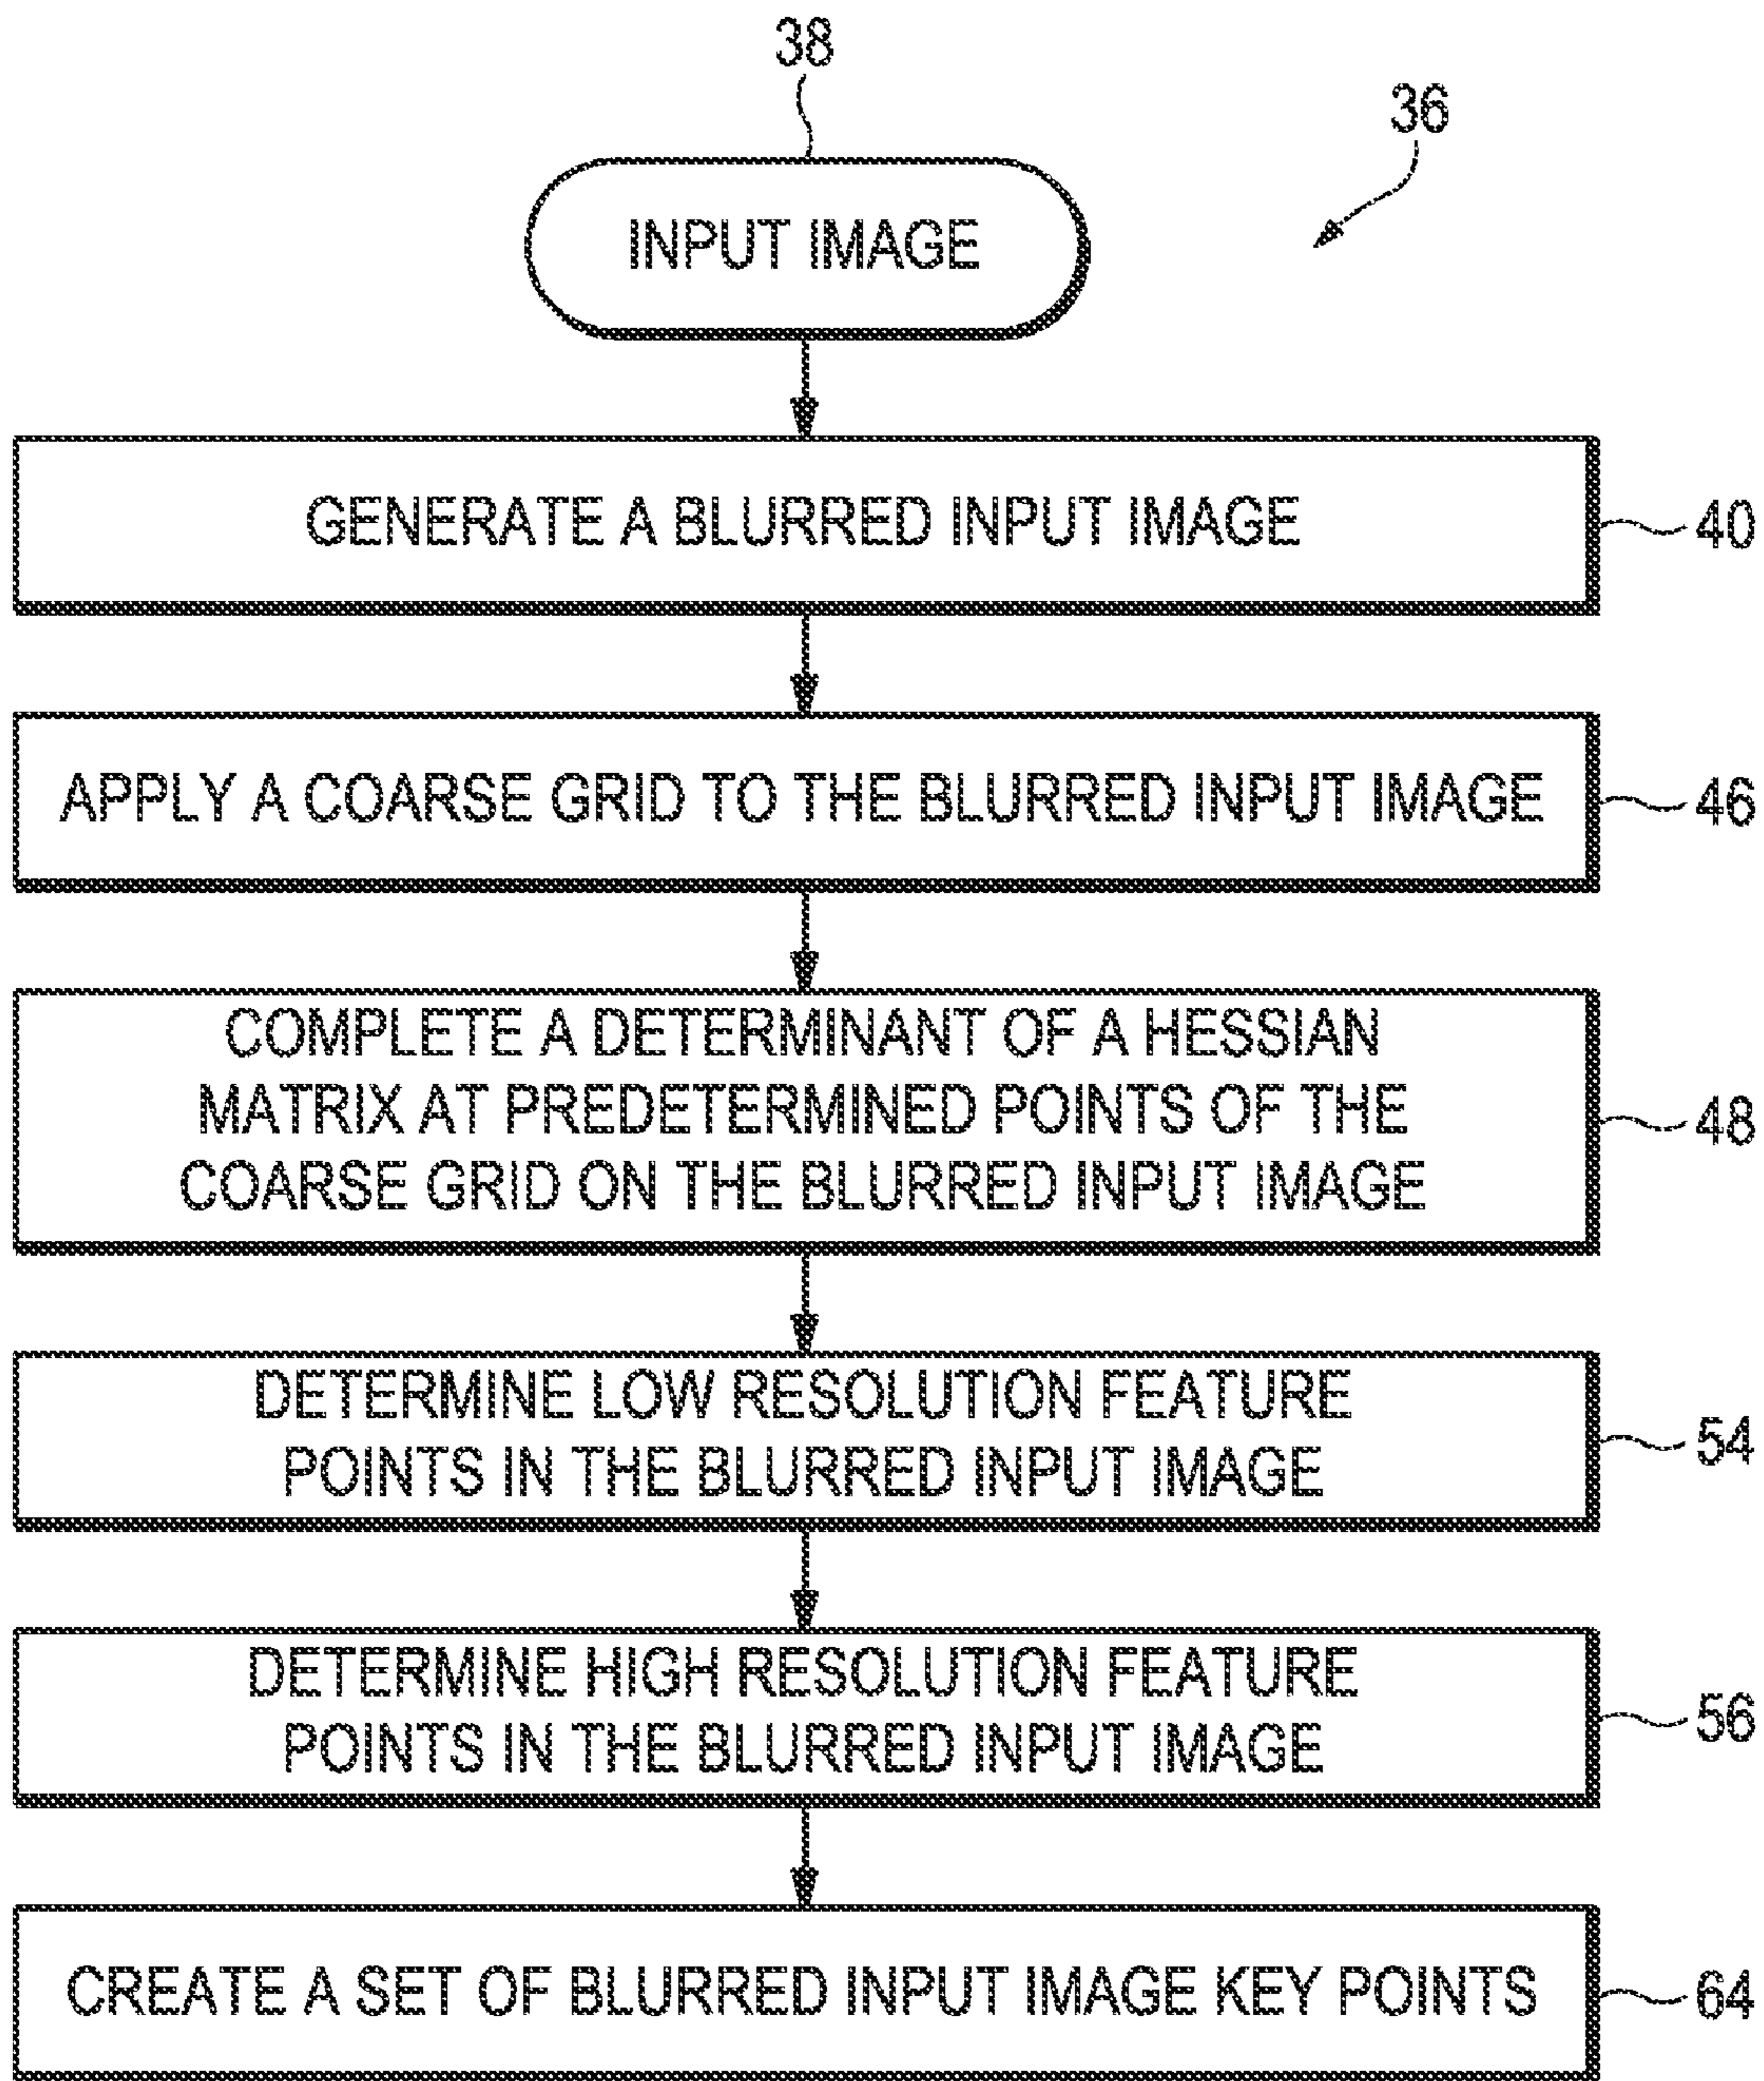 38
36
INPUT IMAGE
GENERATE A BLURRED INPUT IMAGE
40
APPLY A COARSE GRID TO THE BLURRED INPUT IMAGE
46
COMPLETE A DETERMINANT OF A HESSIAN
MATRIX AT PREDETERMINED POINTS OF THE
COARSE GRID ON THE BLURRED INPUT IMAGE
48
DETERMINE LOW RESOLUTION FEATURE
POINTS IN THE BLURRED INPUT IMAGE
54
DETERMINE HIGH RESOLUTION FEATURE
POINTS IN THE BLURRED INPUT IMAGE
56
CREATE A SET OF BLURRED INPUT IMAGE KEY POINTS
64